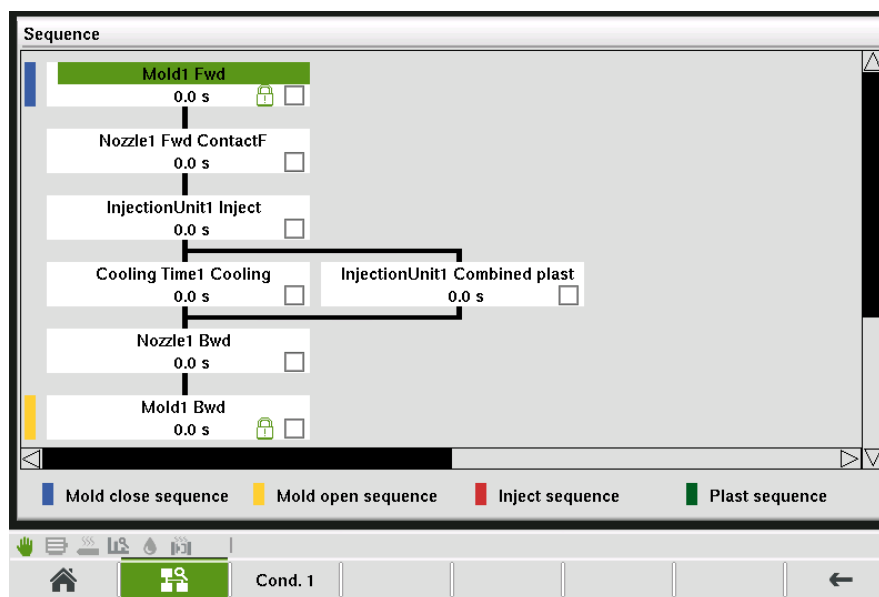 Sequence
Mold1 Fwd
0.0 s
Nozzle1 Fwd ContactF
0.0 s
InjectionUnit1 Inject
0.0 s
Cooling Time1 Cooling
0.0 s
InjectionUnit1 Combined plast
0.0 s
Nozzle1 Bwd
0.0 s
Mold1 Bwd
0.0 s
Mold close sequence
Mold open sequence
Inject sequence
Plast sequence
Cond. 1